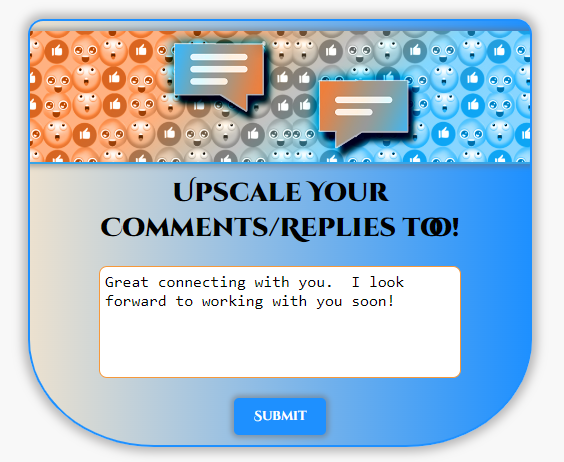 Upscale Your
Comments/Replies too!
Great connecting with you.  I look
forward to working with you soon!
Submit